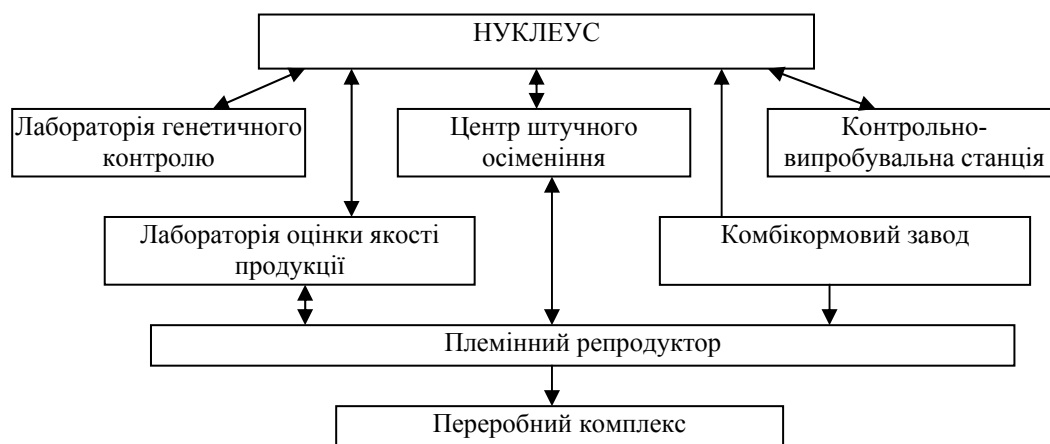 НУКЛЕУС
Лабораторія генетичного
контролю
Центр штучного
осіменіння
Контрольно-
випробувальна станція
Лабораторія оцінки якості
продукції
Комбікормовий завод
Племінний репродуктор
Переробний комплекс